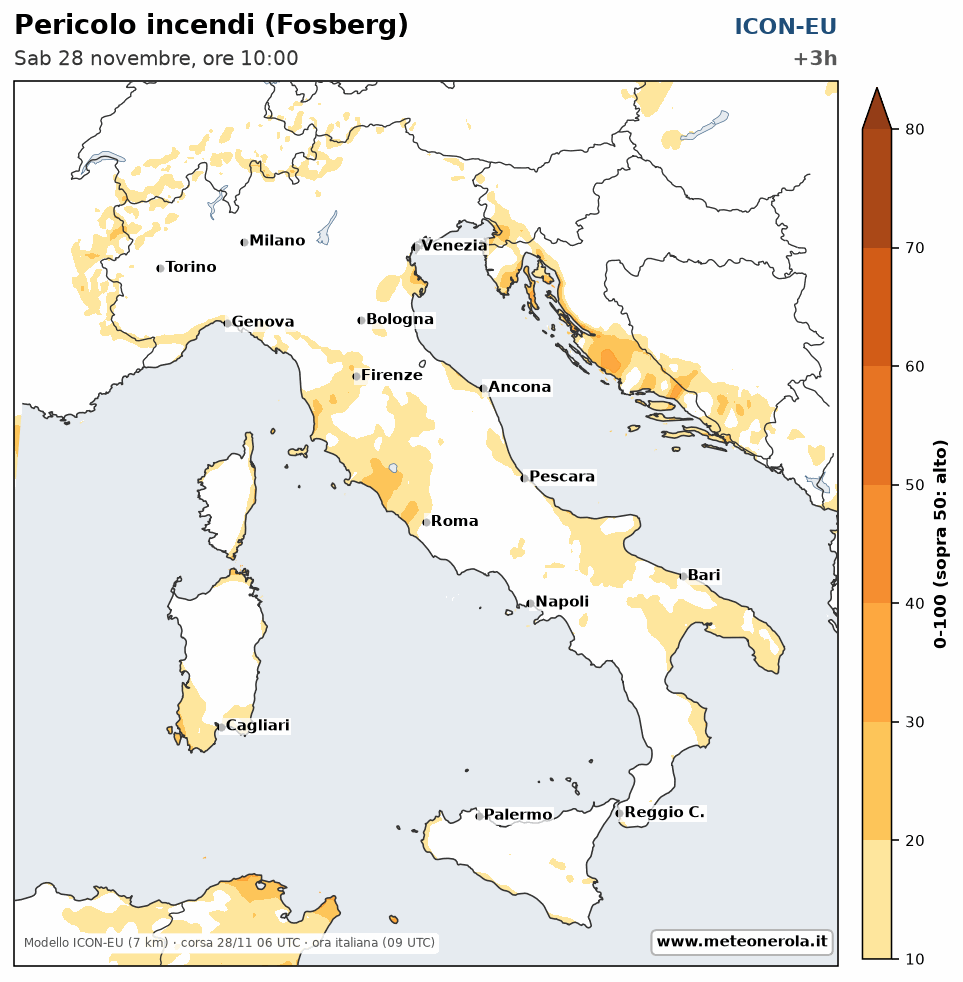 Pericolo incendi (Fosberg)
ICON-EU
Sab 28 novembre, ore 10:00
+3h
Milano
Venezia
Torino
Genova
Bologna
Firenze
Ancona
Pescara
Roma
Bari
Napoli
Cagliari
Palermo
Reggio C.
80
70
60
50
40
30
20
10
0-100 (sopra 50: alto)
Modello ICON-EU (7 km) · corsa 28/11 06 UTC · ora italiana (09 UTC)
www.meteonerola.it